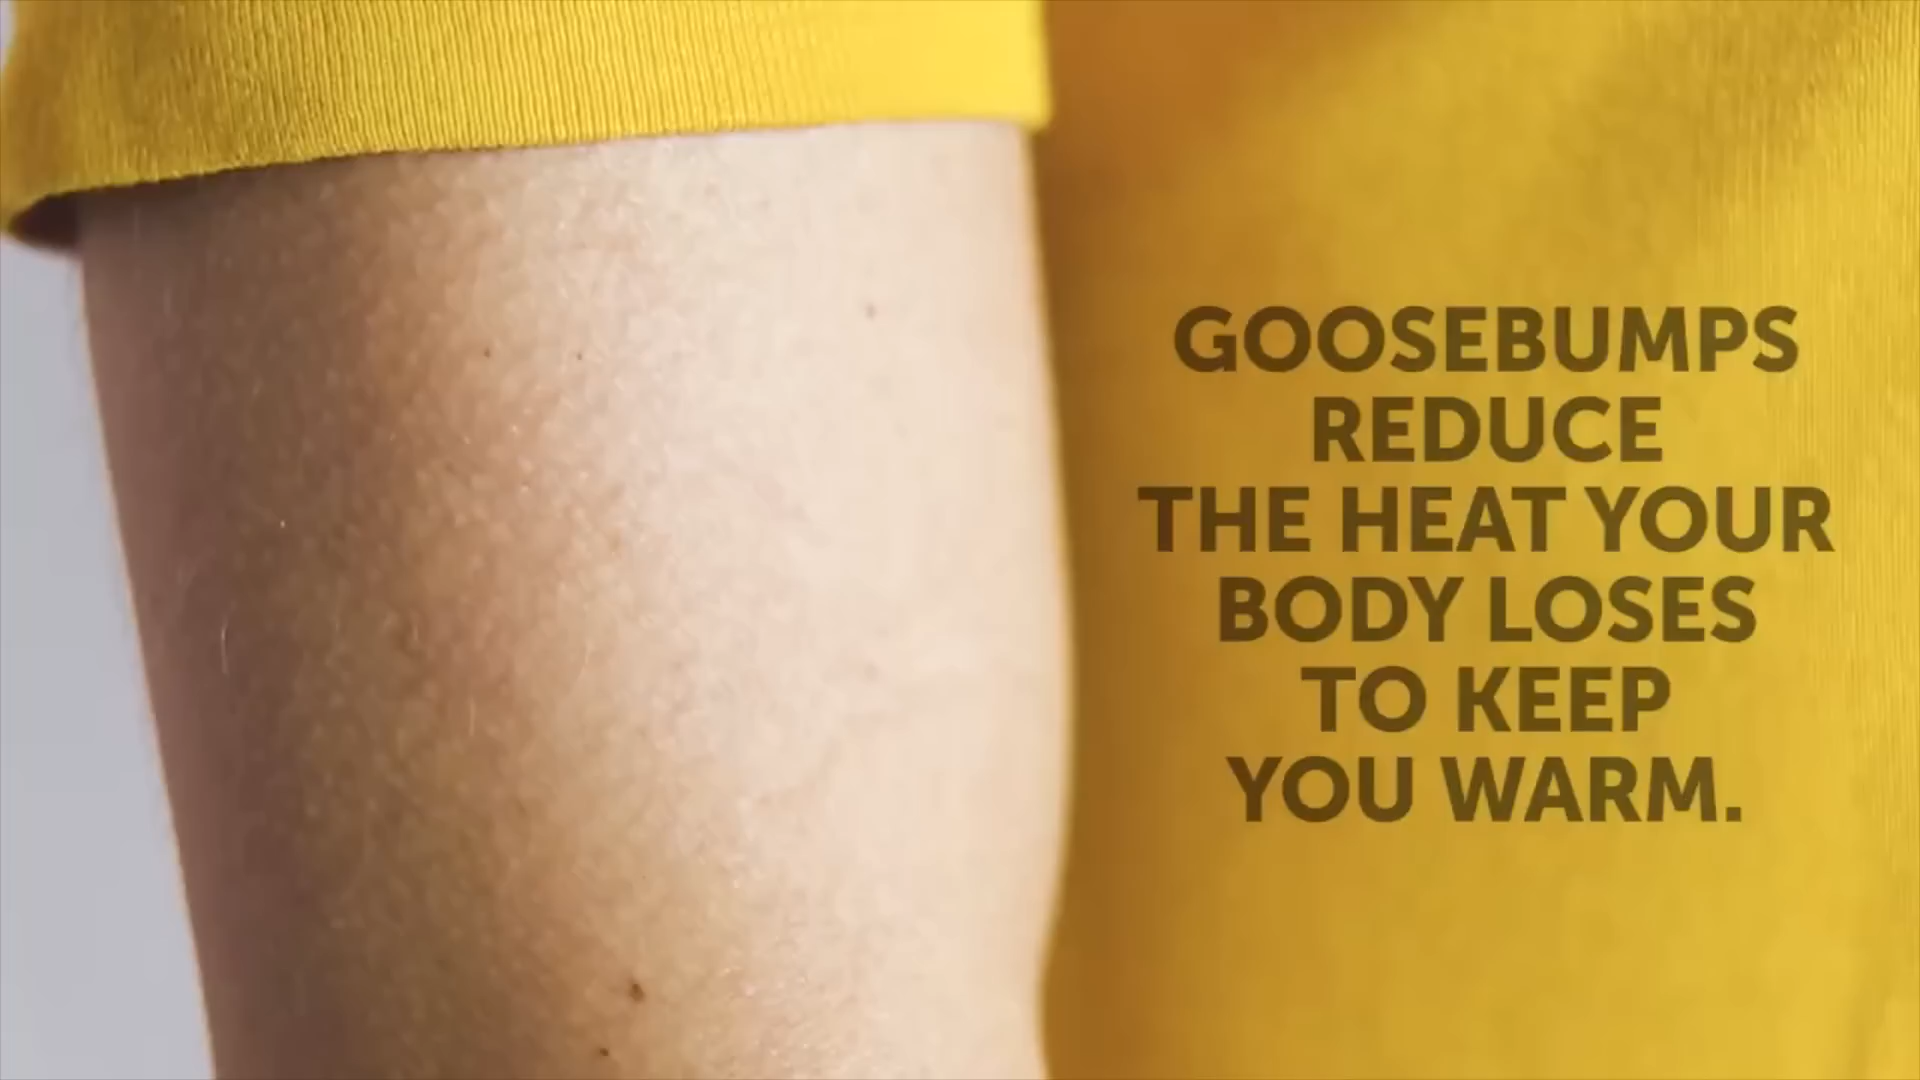 GOOSEBUMPS
REDUCE
THE HEAT YOUR
BODY LOSES
TO KEEP
YOU WARM.